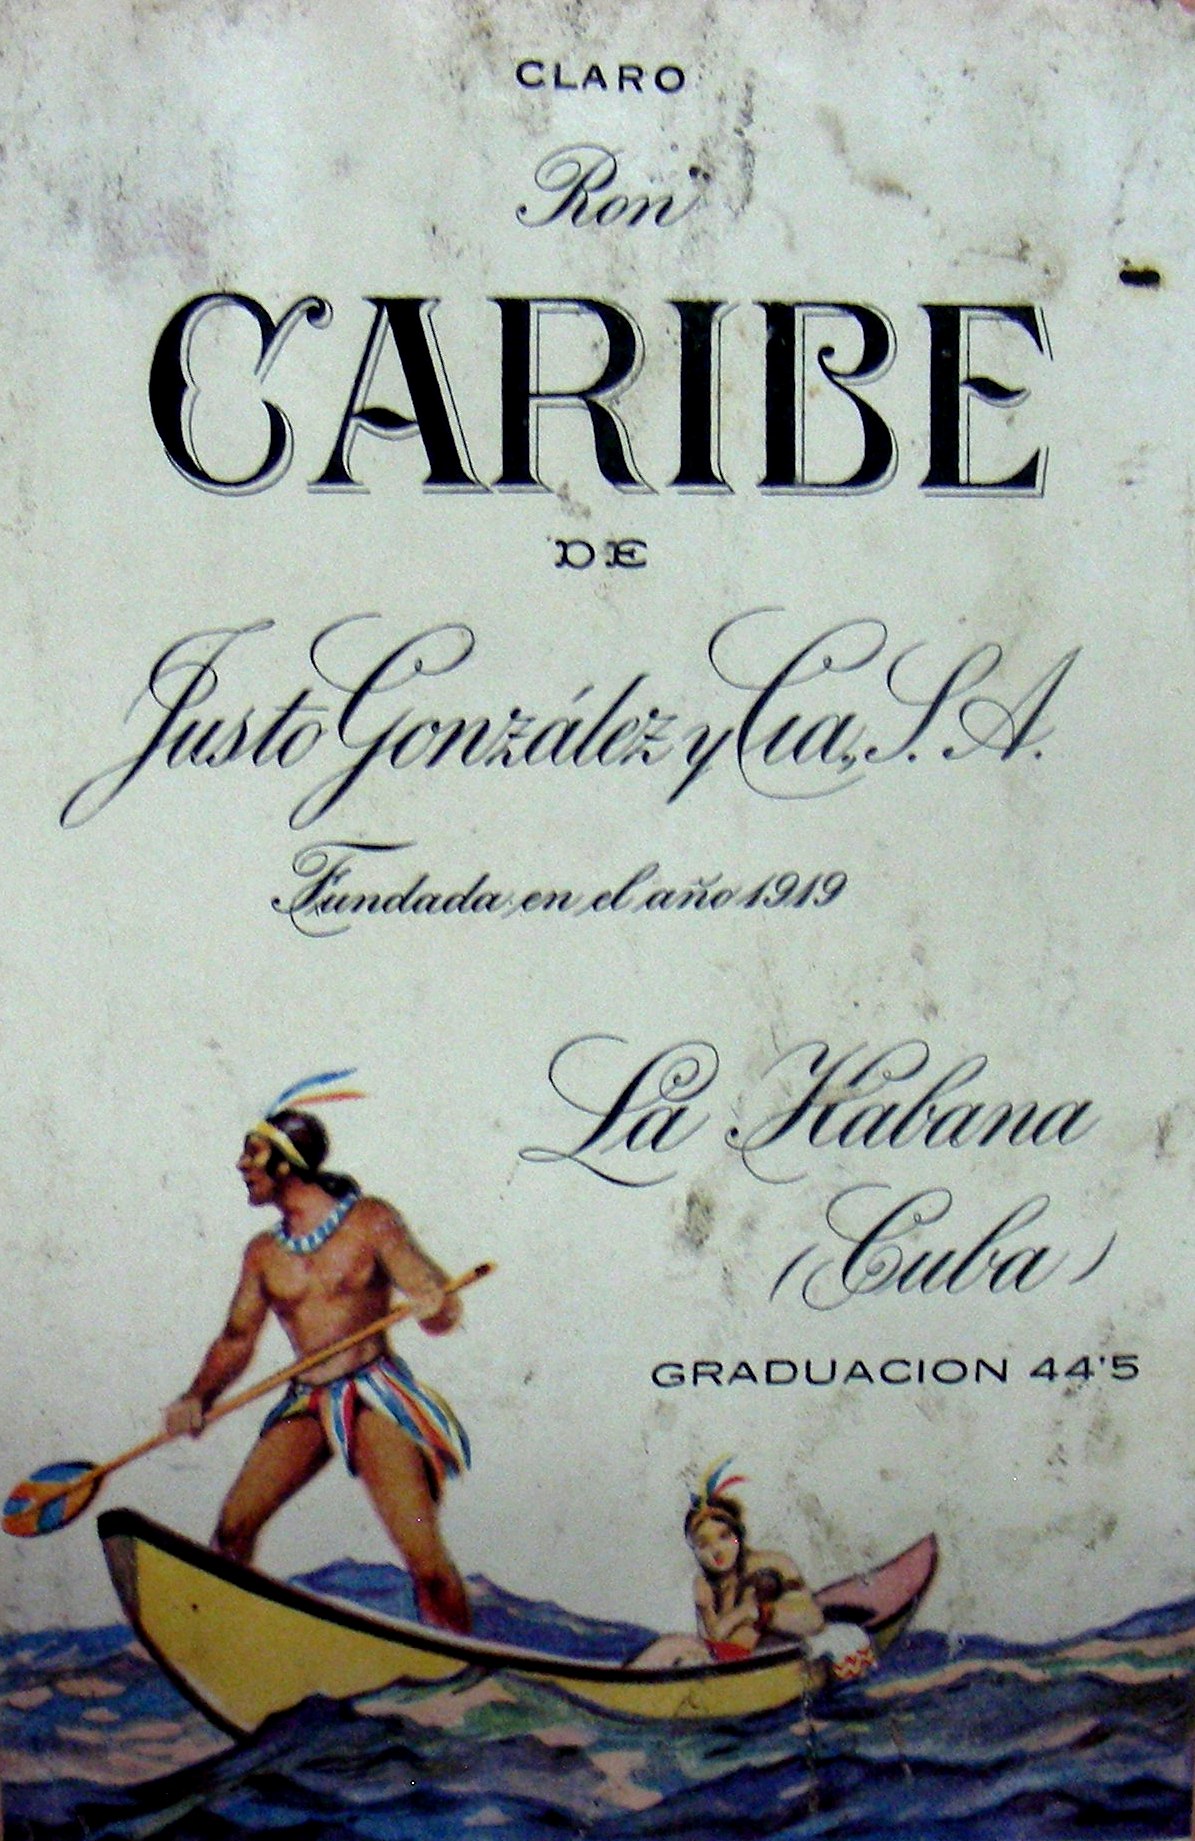 CLARO
Ron
CARIBE
DE
Justo González y Cia., S. A.
Fundada en el año 1919
La Habana
(Cuba)
GRADUACION 44'5